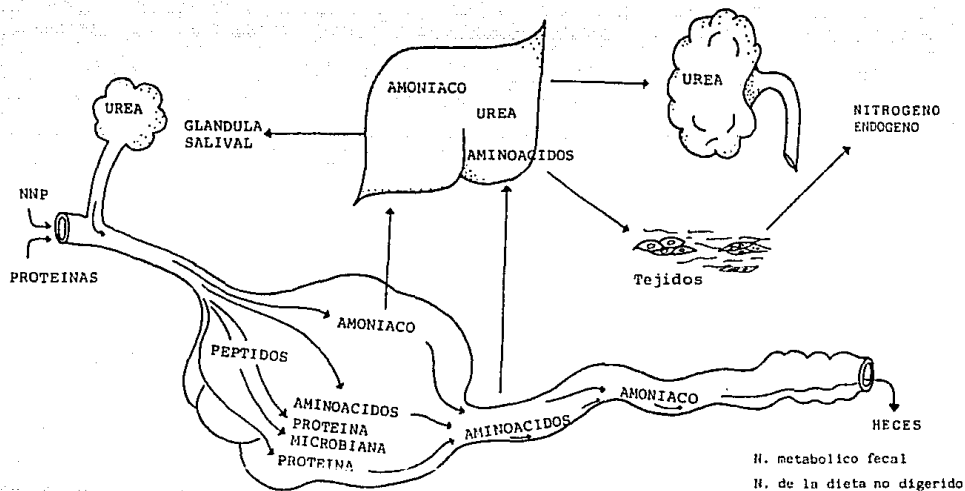 AMONIACO
UREA
AMINOACIDOS
UREA
NITROGENO
ENDOGENO
UREA
GLANDULA
SALIVAL
NNP
PROTEINAS
Tejidos
AMONIACO
PEPTIDOS
AMINOACIDOS
PROTEINA
MICROBIANA
PROTEINA
AMINOACIDOS
AMONIACO
HECES
N. metabolico fecal
N. de la dieta no digerido